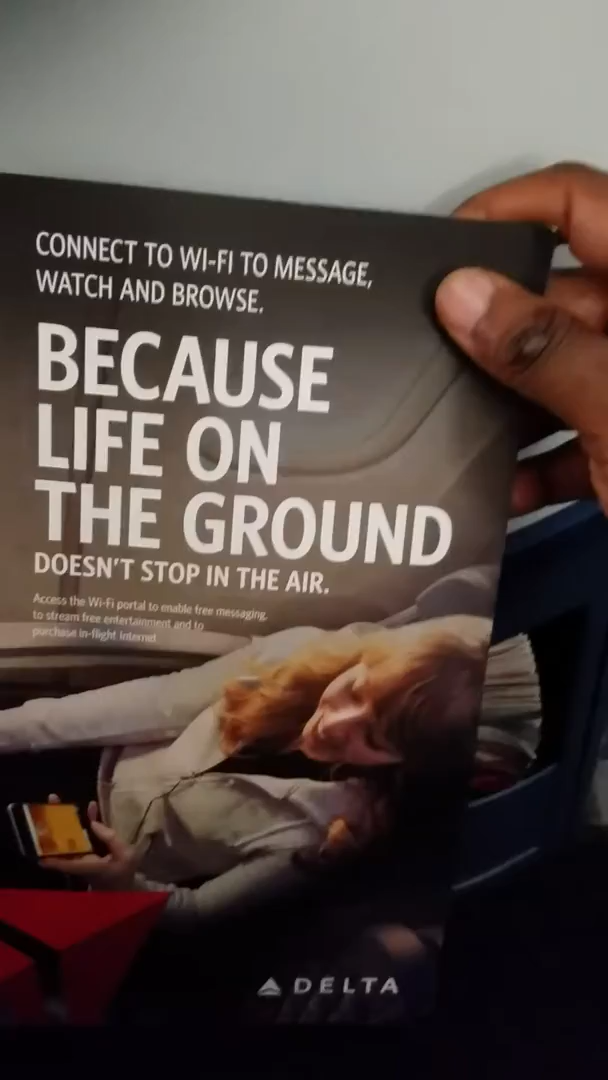 CONNECT TO WI-FI TO MESSAGE,
WATCH AND BROWSE.
BECAUSE
LIFE ON
THE GROUND
DOESN'T STOP IN THE AIR.
Access the Wi-Fi portal to enable free messaging,
to stream free entertainment and to
purchase in-flight Internet
DELTA